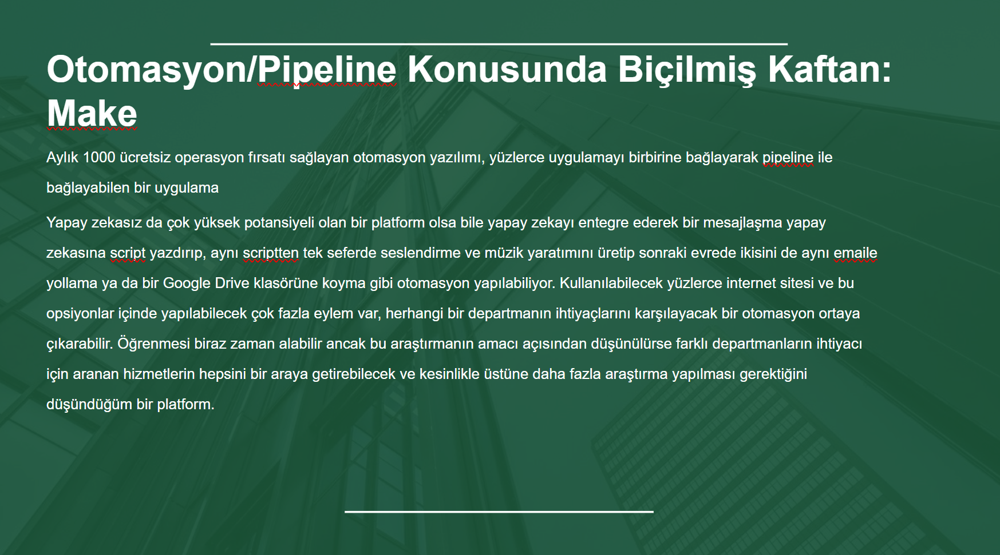 Otomasyon/Pipeline Konusunda Biçilmiş Kaftan:
Make
Aylık 1000 ücretsiz operasyon fırsatı sağlayan otomasyon yazılımı, yüzlerce uygulamayı birbirine bağlayarak pipeline ile
bağlayabilen bir uygulama
Yapay zekasız da çok yüksek potansiyeli olan bir platform olsa bile yapay zekayı entegre ederek bir mesajlaşma yapay
zekasına script yazdırıp, aynı scriptten tek seferde seslendirme ve müzik yaratımını üretip sonraki evrede ikisini de aynı emaile
yollama ya da bir Google Drive klasörüne koyma gibi otomasyon yapılabiliyor. Kullanılabilecek yüzlerce internet sitesi ve bu
opsiyonlar içinde yapılabilecek çok fazla eylem var, herhangi bir departmanın ihtiyaçlarını karşılayacak bir otomasyon ortaya
çıkarabilir. Öğrenmesi biraz zaman alabilir ancak bu araştırmanın amacı açısından düşünülürse farklı departmanların ihtiyacı
için aranan hizmetlerin hepsini bir araya getirebilecek ve kesinlikle üstüne daha fazla araştırma yapılması gerektiğini
düşündüğüm bir platform.